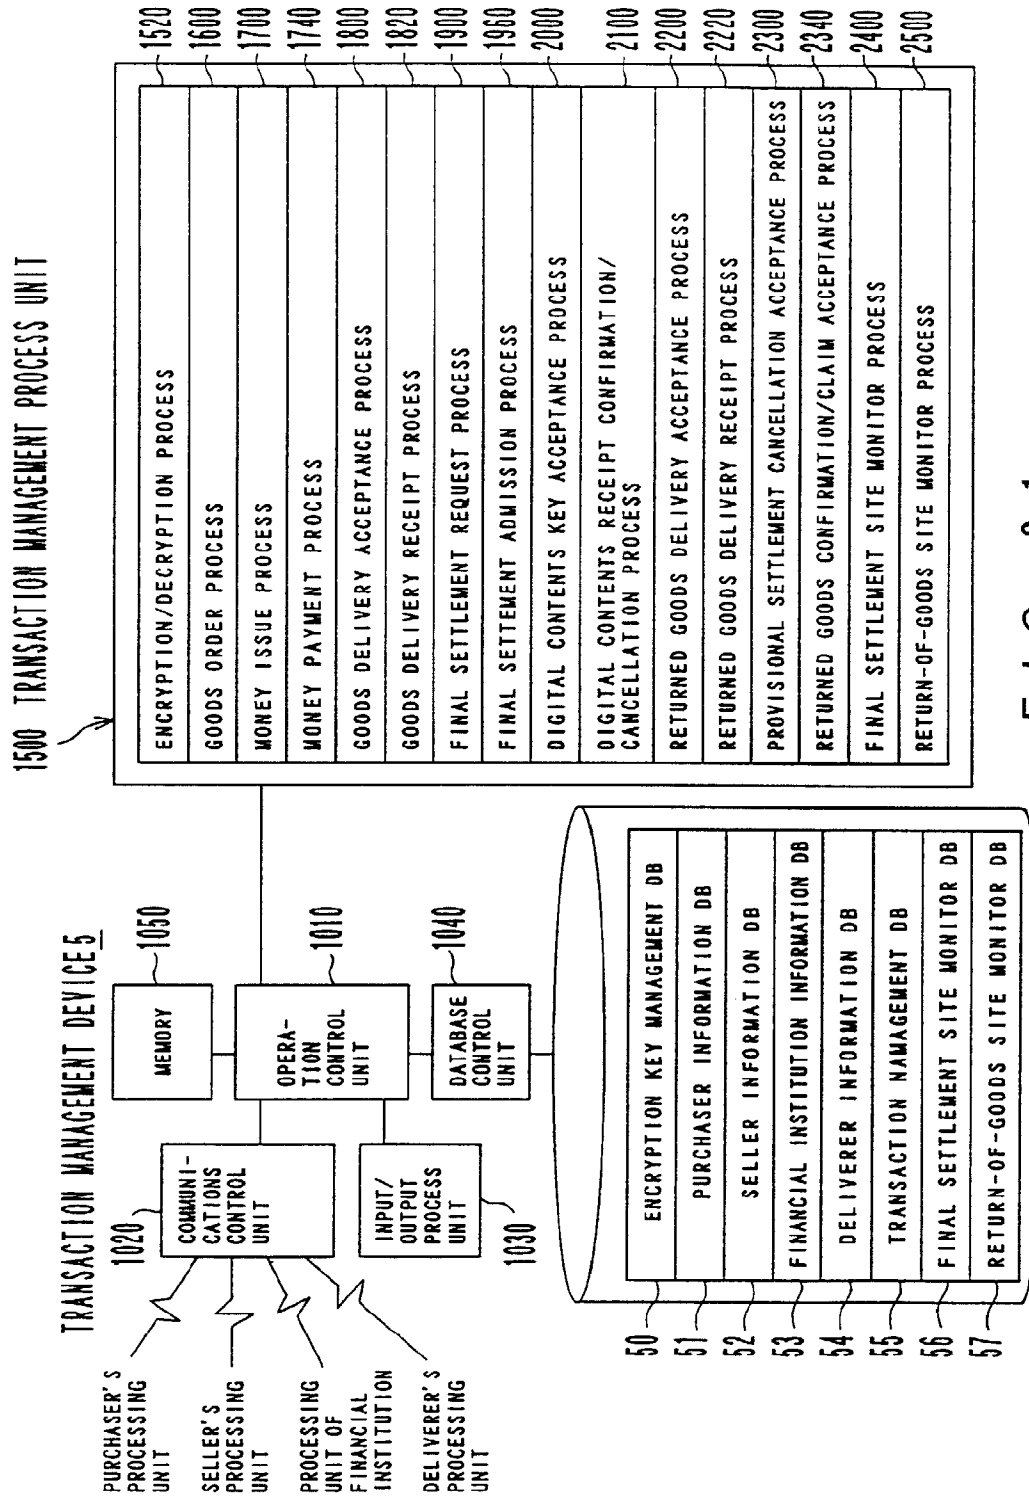 1500 TRANSACTION MANAGEMENT PROCESS UNIT
ENCRYPTION/DECRYPTION PROCESS 1520
GOODS ORDER PROCESS 1600
MONEY ISSUE PROCESS 1700
MONEY PAYMENT PROCESS 1740
GOODS DELIVERY ACCEPTANCE PROCESS 1800
GOODS DELIVERY RECEIPT PROCESS 1820
FINAL SETTLEMENT REQUEST PROCESS 1900
FINAL SETTEMENT ADMISSION PROCESS 1960
DIGITAL CONTENTS KEY ACCEPTANCE PROCESS 2000
DIGITAL CONTENTS RECEIPT CONFIRMATION/
CANCELLATION PROCESS 2100
RETURNED GOODS DELIVERY ACCEPTANCE PROCESS 2200
RETURNED GOODS DELIVERY RECEIPT PROCESS 2220
PROVISIONAL SETTLEMENT CANCELLATION ACCEPTANCE PROCESS 2300
RETURNED GOODS CONFIRMATION/CLAIM ACCEPTANCE PROCESS 2340
FINAL SETTLEMENT SITE MONITOR PROCESS 2400
RETURN-OF-GOODS SITE MONITOR PROCESS 2500
TRANSACTION MANAGEMENT DEVICE 5
MEMORY
1050
OPERA-
TION
CONTROL
UNIT
1010
DATABASE
CONTROL
UNIT
1040
1020
COMMUNI-
CATIONS
CONTROL
UNIT
INPUT/
OUTPUT
PROCESS
UNIT
1030
PURCHASER'S
PROCESSING
UNIT
SELLER'S
PROCESSING
UNIT
PROCESSING
UNIT OF
FINANCIAL
INSTITUTION
DELIVERER'S
PROCESSING
UNIT
50 ENCRYPTION KEY MANAGEMENT DB
51 PURCHASER INFORMATION DB
52 SELLER INFORMATION DB
53 FINANCIAL INSTITUTION INFORMATION DB
54 DELIVERER INFORMATION DB
55 TRANSACTION NAMAGEMENT DB
56 FINAL SETTLEMENT SITE MONITOR DB
57 RETURN-OF-GOODS SITE MONITOR DB